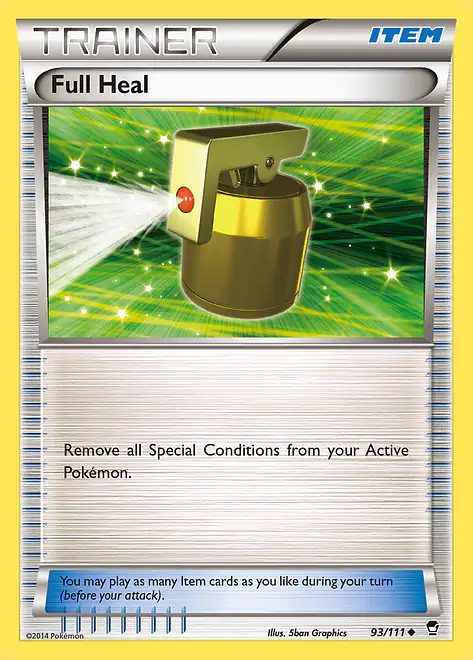 TRAINER
ITEM
Full Heal
Remove all Special Conditions from your Active
Pokémon.
You may play as many Item cards as you like during your turn
(before your attack).
©2014 Pokémon
Illus. 5ban Graphics
93/111